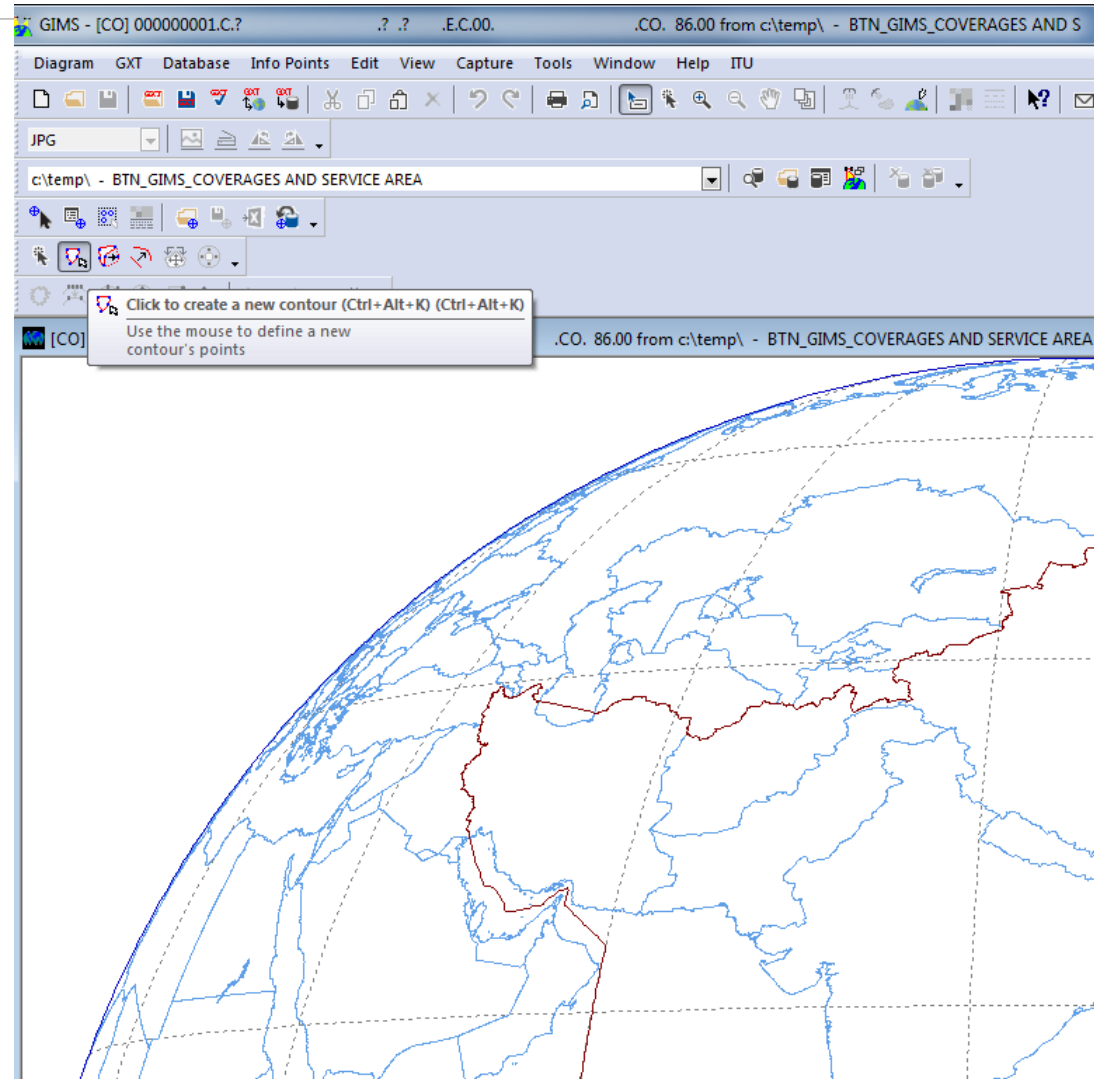 GIMS - [CO] 000000001.C.? .? .? .E.C.00. .CO. 86.00 from c:\temp\ - BTN_GIMS_COVERAGES AND S
Diagram GXT Database Info Points Edit View Capture Tools Window Help ITU
JPG
c:\temp\ - BTN_GIMS_COVERAGES AND SERVICE AREA
Click to create a new contour (Ctrl+Alt+K) (Ctrl+Alt+K)
Use the mouse to define a new
contour's points
[CO] .CO. 86.00 from c:\temp\ - BTN_GIMS_COVERAGES AND SERVICE AREA